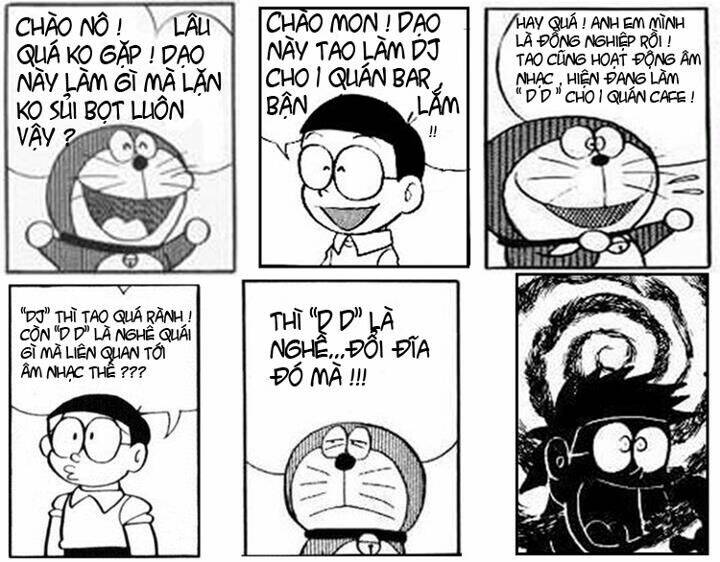 CHÀO NÔ ! LÂU
QUÁ KO GẶP ! DẠO
NÀY LÀM GÌ MÀ LẶN
KO SỦI BỌT LUÔN
VẬY ?
CHÀO MON ! DẠO
NÀY TAO LÀM DJ
CHO 1 QUÁN BAR
BẬN LẮM
!!
HAY QUÁ ! ANH EM MÌNH
LÀ ĐỒNG NGHIỆP RỒI !
TAO CŨNG HOẠT ĐỘNG ÂM
NHẠC , HIỆN ĐANG LÀM
"D D" CHO 1 QUÁN CAFE !
"DJ" THÌ TAO QUÁ RÀNH !
CÒN "D D" LÀ NGHỀ QUÁI
GÌ MÀ LIÊN QUAN TỚI
ÂM NHẠC THẾ ???
THÌ "D D" LÀ
NGHỀ...ĐỔI ĐĨA
ĐÓ MÀ !!!